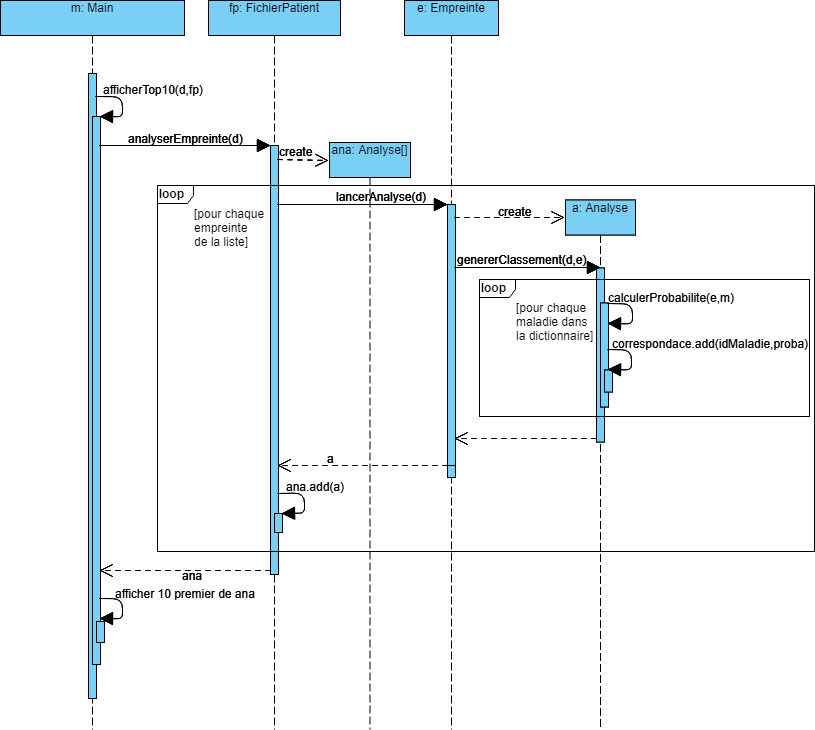 m: Main
fp: FichierPatient
e: Empreinte
afficherTop10(d,fp)
analyserEmpreinte(d)
create
ana: Analyse[]
loop
[pour chaque
empreinte
de la liste]
lancerAnalyse(d)
create
a: Analyse
genererClassement(d,e)
loop
[pour chaque
maladie dans
la dictionnaire]
calculerProbabilite(e,m)
correspondace.add(idMaladie,proba)
a
ana.add(a)
ana
afficher 10 premier de ana